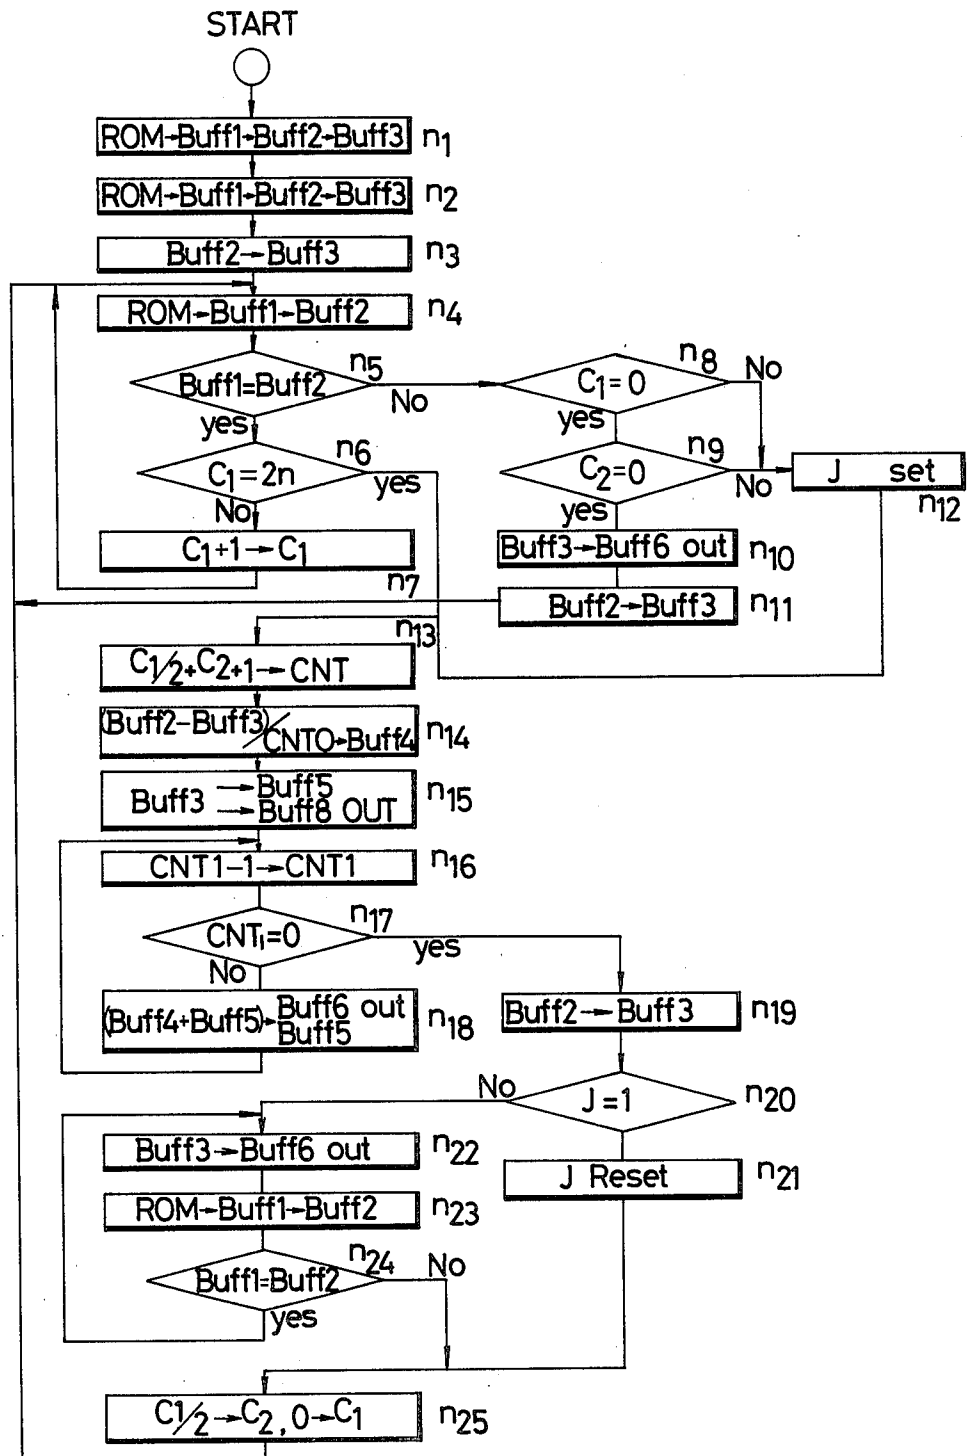 START
ROM→Buff1→Buff2→Buff3 n1
ROM→Buff1→Buff2→Buff3 n2
Buff2→Buff3 n3
ROM→Buff1→Buff2 n4
Buff1=Buff2 n5
yes
No
C1=0 n8
yes
No
C1=2n n6
yes
No
C2=0 n9
No
yes
J set
n12
C1+1→C1
n7
Buff3→Buff6 out n10
Buff2→Buff3 n11
n13
C1/2+C2+1→CNT
(Buff2-Buff3)/CNT0→Buff4 n14
Buff3 →Buff5
→Buff8 OUT n15
CNT1-1→CNT1 n16
CNT1=0 n17
yes
No
(Buff4+Buff5)→Buff6 out
Buff5 n18
Buff2→Buff3 n19
J=1 n20
No
J Reset n21
Buff3→Buff6 out n22
ROM→Buff1→Buff2 n23
Buff1=Buff2 n24
No
yes
C1/2→C2, 0→C1 n25